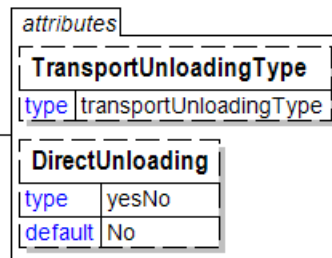 attributes
TransportUnloadingType
type transportUnloadingType
DirectUnloading
type yesNo
default No